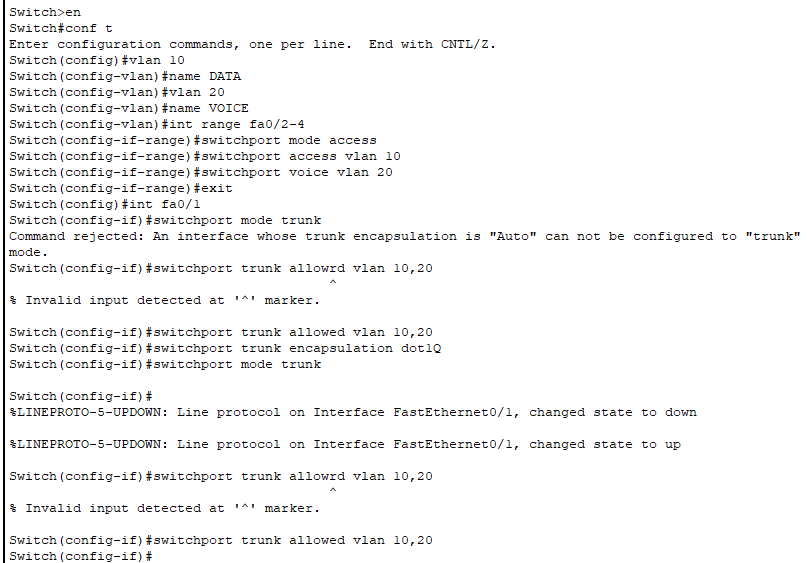 Switch>en
Switch#conf t
Enter configuration commands, one per line.  End with CNTL/Z.
Switch(config)#vlan 10
Switch(config-vlan)#name DATA
Switch(config-vlan)#vlan 20
Switch(config-vlan)#name VOICE
Switch(config-vlan)#int range fa0/2-4
Switch(config-if-range)#switchport mode access
Switch(config-if-range)#switchport access vlan 10
Switch(config-if-range)#switchport voice vlan 20
Switch(config-if-range)#exit
Switch(config)#int fa0/1
Switch(config-if)#switchport mode trunk
Command rejected: An interface whose trunk encapsulation is "Auto" can not be configured to "trunk"
mode.
Switch(config-if)#switchport trunk allowrd vlan 10,20
^
% Invalid input detected at '^' marker.
Switch(config-if)#switchport trunk allowed vlan 10,20
Switch(config-if)#switchport trunk encapsulation dot1Q
Switch(config-if)#switchport mode trunk
Switch(config-if)#
%LINEPROTO-5-UPDOWN: Line protocol on Interface FastEthernet0/1, changed state to down
%LINEPROTO-5-UPDOWN: Line protocol on Interface FastEthernet0/1, changed state to up
Switch(config-if)#switchport trunk allowrd vlan 10,20
^
% Invalid input detected at '^' marker.
Switch(config-if)#switchport trunk allowed vlan 10,20
Switch(config-if)#